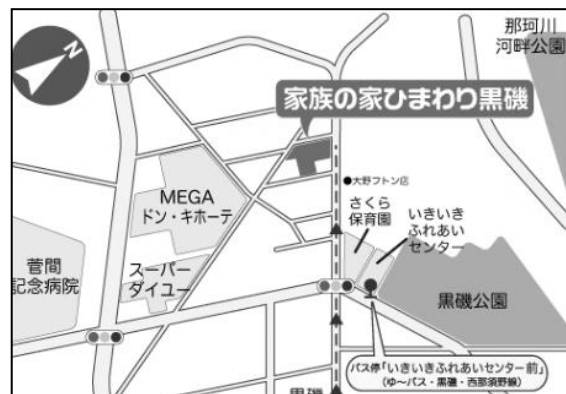 N
那珂川
河畔公園
家族の家ひまわり黒磯
●大野フトン店
さくら
保育園
いきいき
ふれあい
センター
MEGA
ドン・キホーテ
菅間
記念病院
スーパー
ダイユー
黒磯公園
バス停「いきいきふれあいセンター前」
(ゆ〜バス・黒磯・西那須野線)
黒磯